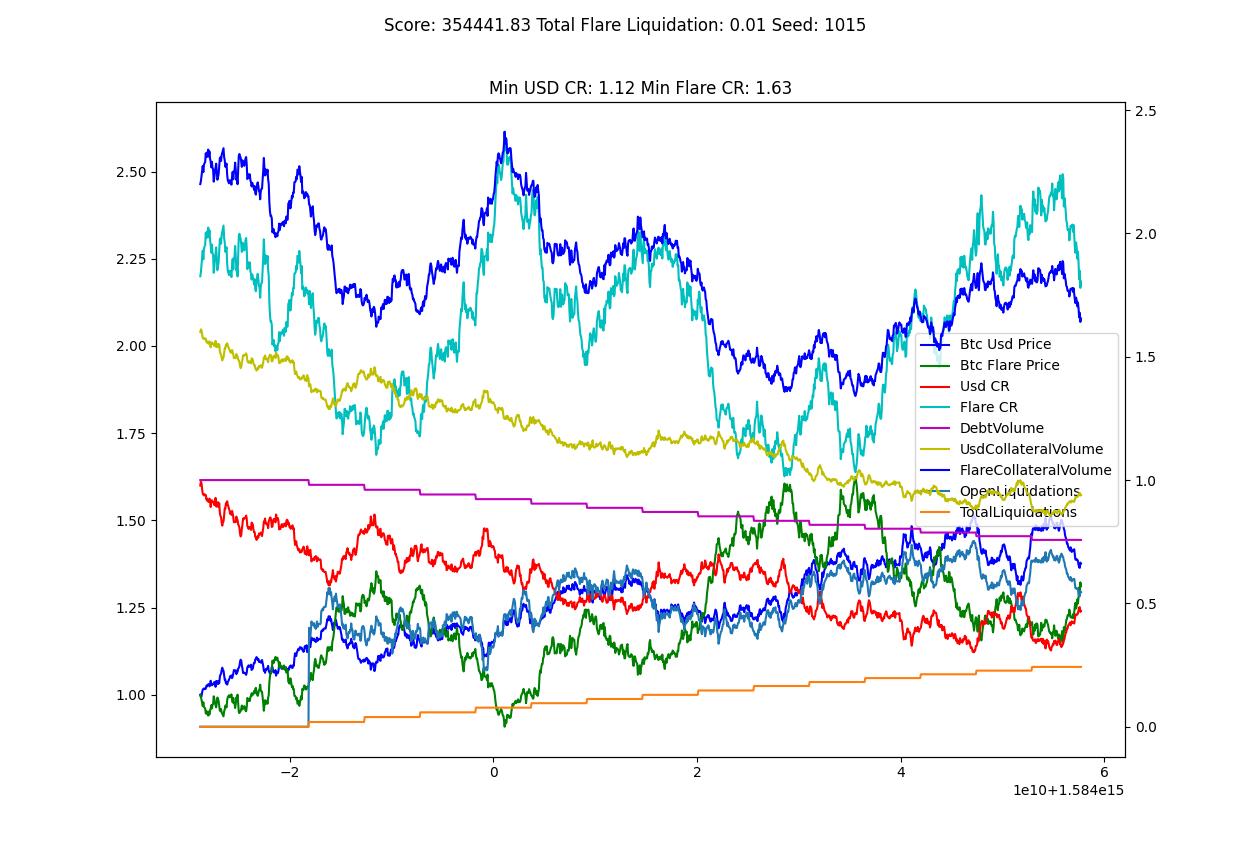 Score: 354441.83 Total Flare Liquidation: 0.01 Seed: 1015
Min USD CR: 1.12 Min Flare CR: 1.63
2.50
2.25
2.00
1.75
1.50
1.25
1.00
2.5
2.0
1.5
1.0
0.5
0.0
Btc Usd Price
Btc Flare Price
Usd CR
Flare CR
DebtVolume
UsdCollateralVolume
FlareCollateralVolume
OpenLiquidations
TotalLiquidations
−2 0 2 4 6
1e10+1.584e15